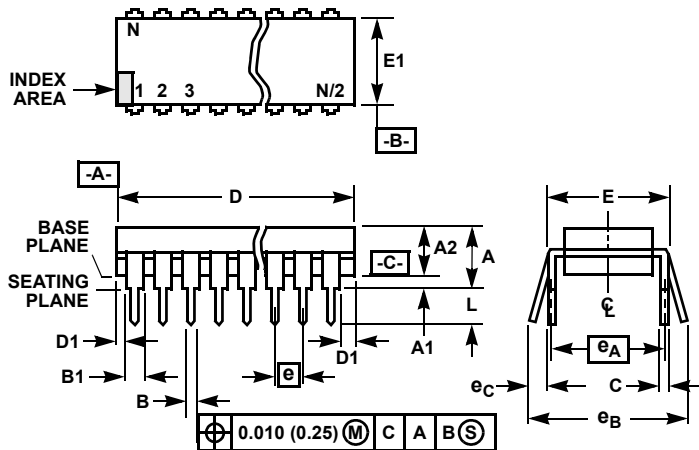 N
E1
INDEX
AREA
1 2 3 N/2
-B-
-A-
D
E
BASE
PLANE
A2
A
-C-
SEATING
PLANE
L
C L
D1
A1
D1
B1
e
eA
B
eC
C
eB
0.010 (0.25) M C A B S